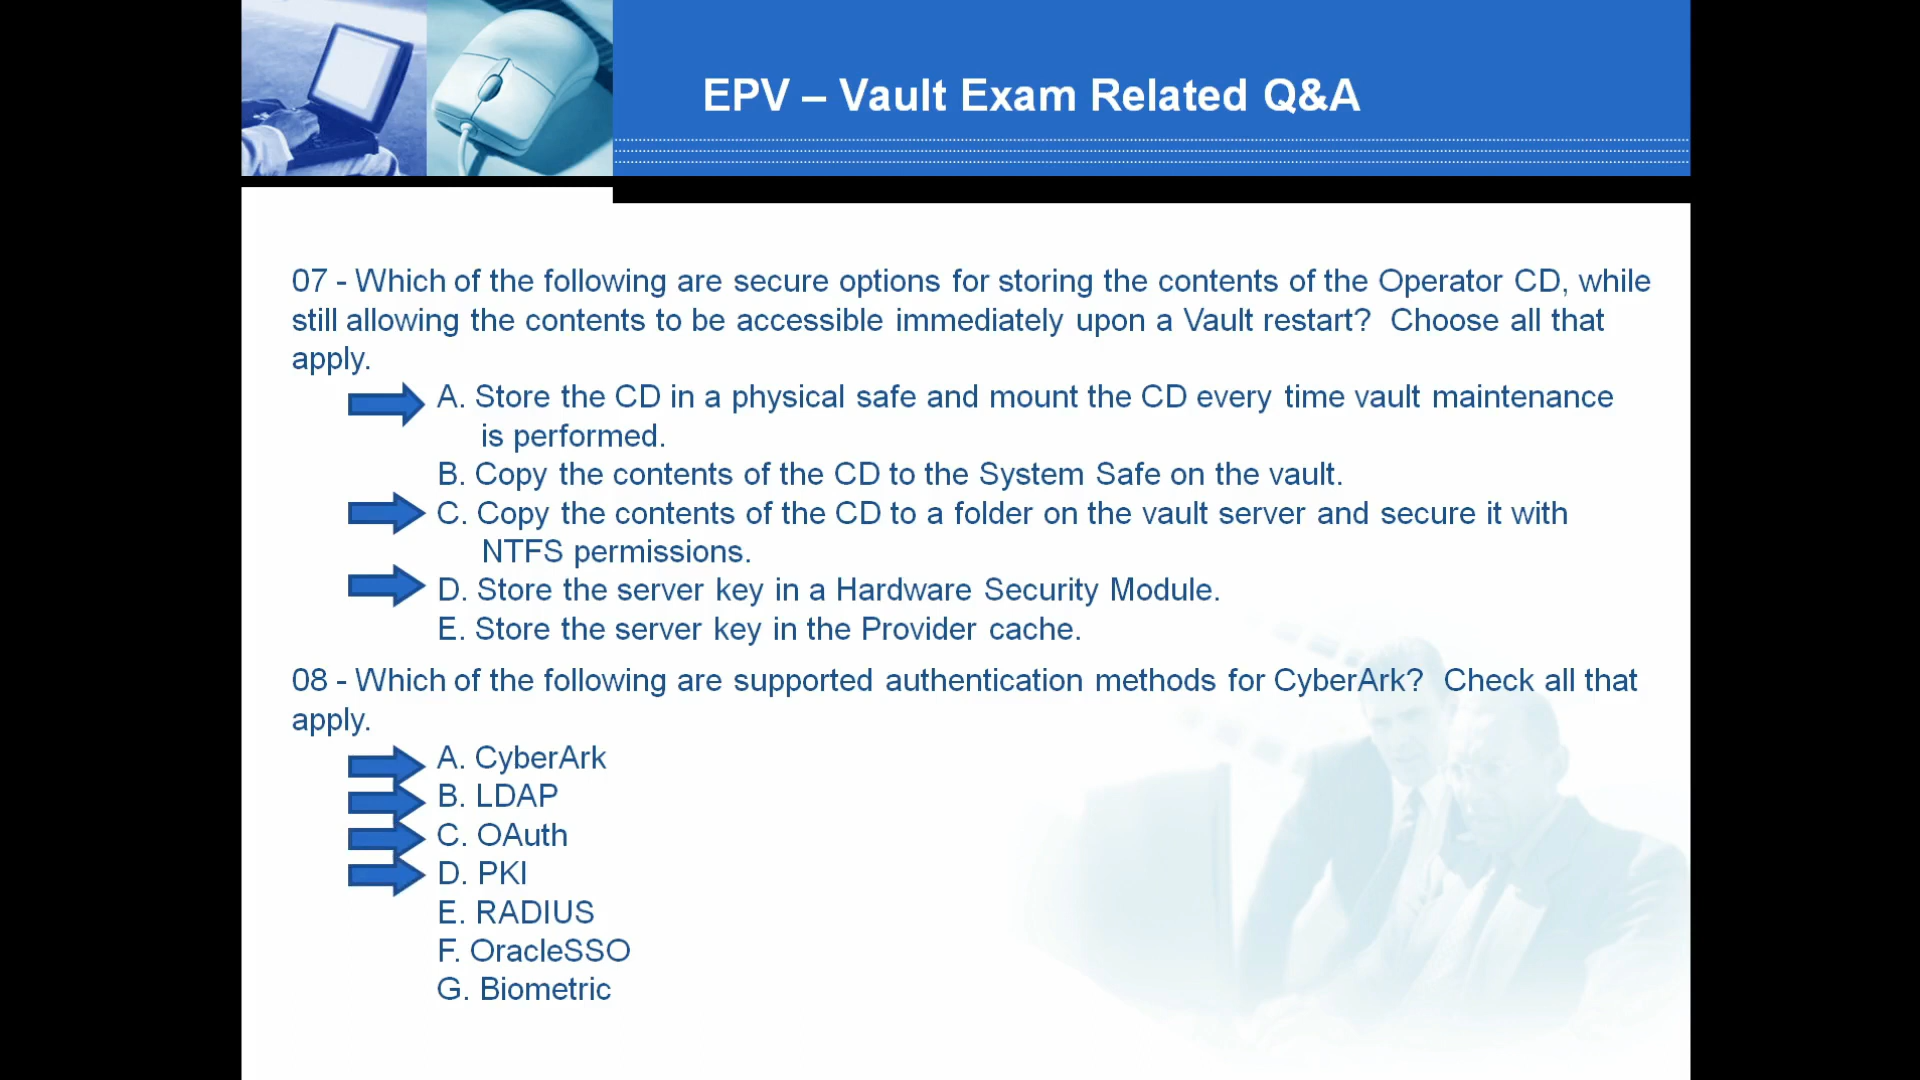 EPV – Vault Exam Related Q&A
07 - Which of the following are secure options for storing the contents of the Operator CD, while
still allowing the contents to be accessible immediately upon a Vault restart? Choose all that
apply.
A. Store the CD in a physical safe and mount the CD every time vault maintenance
is performed.
B. Copy the contents of the CD to the System Safe on the vault.
C. Copy the contents of the CD to a folder on the vault server and secure it with
NTFS permissions.
D. Store the server key in a Hardware Security Module.
E. Store the server key in the Provider cache.
08 - Which of the following are supported authentication methods for CyberArk? Check all that
apply.
A. CyberArk
B. LDAP
C. OAuth
D. PKI
E. RADIUS
F. OracleSSO
G. Biometric